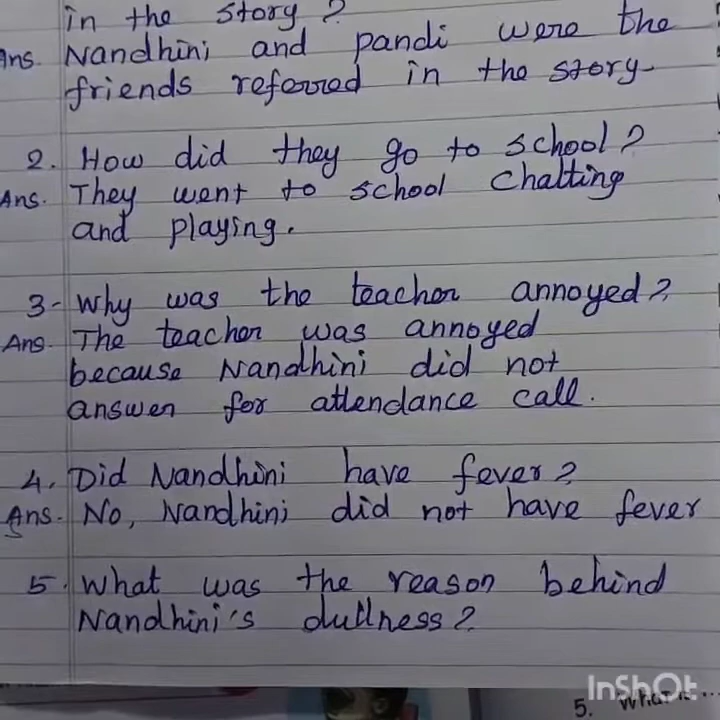 in the story?
Ans. Nandhini and pandi were the
friends referred in the story.
2. How did they go to school?
Ans. They went to school chatting
and playing.
3- Why was the teacher annoyed?
Ans. The teacher was annoyed
because Nandhini did not
answer for attendance call.
4. Did Nandhini have fever?
Ans. No, Nandhini did not have fever
5. What was the reason behind
Nandhini's dullness?
InShOt
5. What